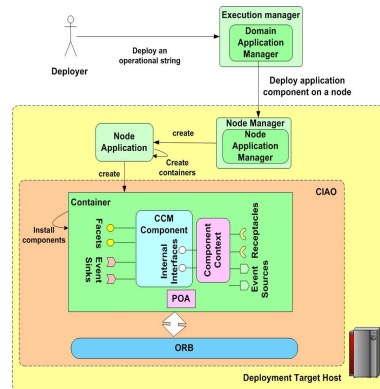 Execution manager
Domain
Application
Manager
Deploy an
operational string
Deployer
Deploy application
component on a node
Node Manager
Node
Application
Manager
create
Node
Application
Create
containers
create
CIAO
Container
Install
components
Facets
Event
Sinks
CCM
Component
Internal
Interfaces
Component
Context
Receptacles
Event
Sources
POA
ORB
Deployment Target Host